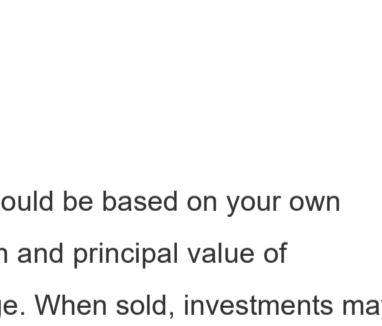 ould be based on your own
and principal value of
ge. When sold, investments ma